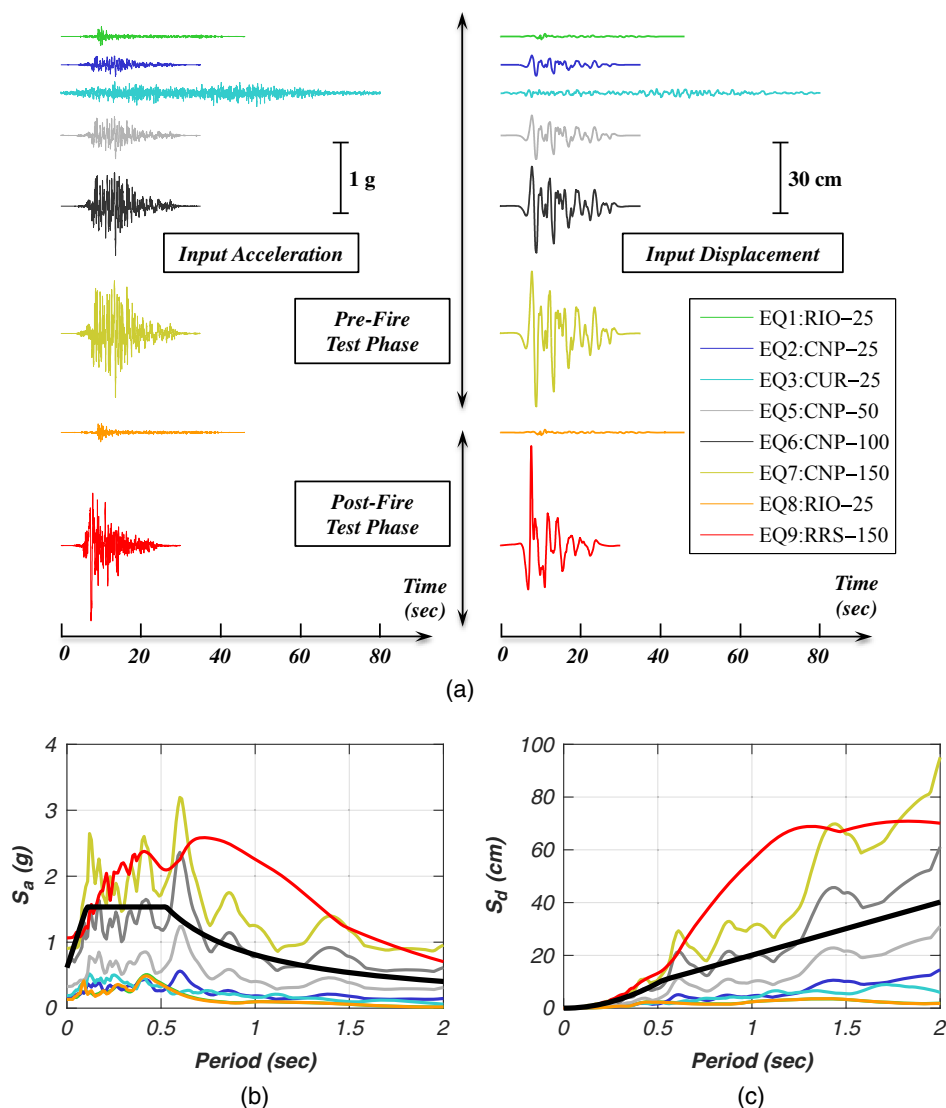 1 g
30 cm
Input Acceleration
Input Displacement
Pre-Fire
Test Phase
EQ1:RIO−25
EQ2:CNP−25
EQ3:CUR−25
EQ5:CNP−50
EQ6:CNP−100
EQ7:CNP−150
EQ8:RIO−25
EQ9:RRS−150
Post-Fire
Test Phase
Time
(sec)
Time
(sec)
0 20 40 60 80
0 20 40 60 80
(a)
4
3
2
1
0
Sa (g)
0 0.5 1 1.5 2
Period (sec)
(b)
100
80
60
40
20
0
Sd (cm)
0 0.5 1 1.5 2
Period (sec)
(c)